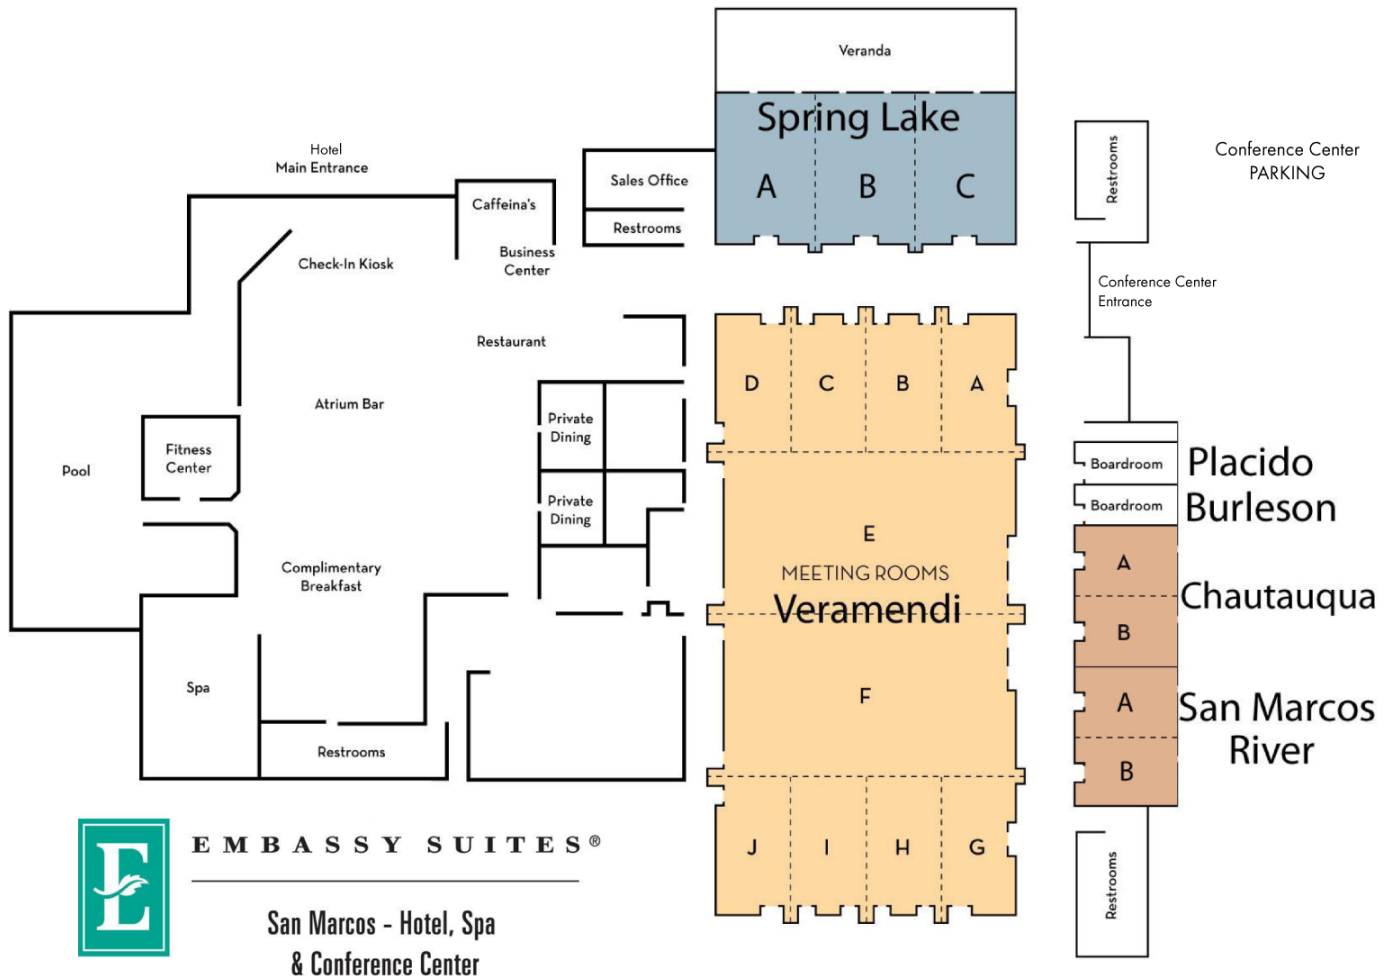 Veranda
Spring Lake
A B C
Hotel
Main Entrance
Sales Office
Restrooms
Caffeina's
Business
Center
Check-In Kiosk
Restaurant
Atrium Bar
Pool
Fitness
Center
Private
Dining
Private
Dining
Complimentary
Breakfast
Spa
Restrooms
D C B A
E
MEETING ROOMS
Veramendi
F
J I H G
Restrooms
Conference Center
PARKING
Conference Center
Entrance
Boardroom
Placido
Boardroom
Burleson
A
Chautauqua
B
A
San Marcos
River
B
Restrooms
E
EMBASSY SUITES®
San Marcos - Hotel, Spa
& Conference Center